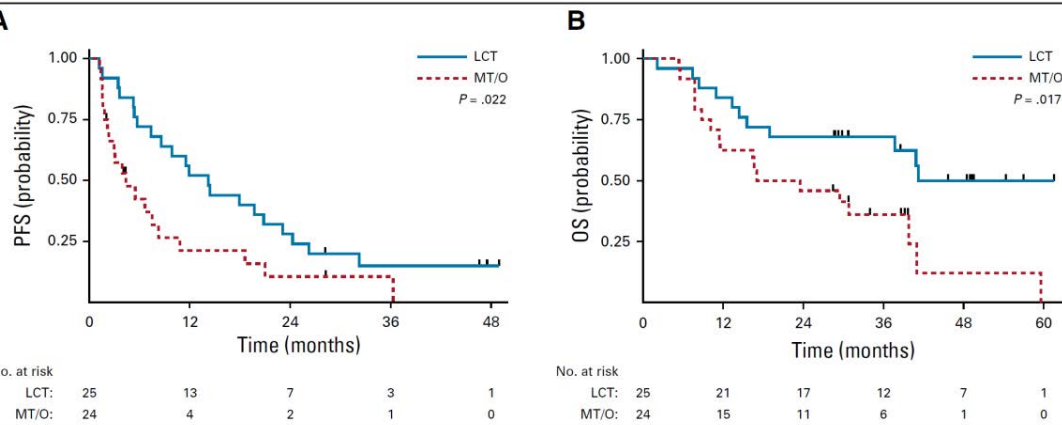 A
1.00
0.75
0.50
0.25
PFS (probability)
LCT
MT/O
P = .022
0 12 24 36 48
Time (months)
o. at risk
LCT: 25 13 7 3 1
MT/O: 24 4 2 1 0
B
1.00
0.75
0.50
0.25
OS (probability)
LCT
MT/O
P = .017
0 12 24 36 48 60
Time (months)
No. at risk
LCT: 25 21 17 12 7 1
MT/O: 24 15 11 6 1 0